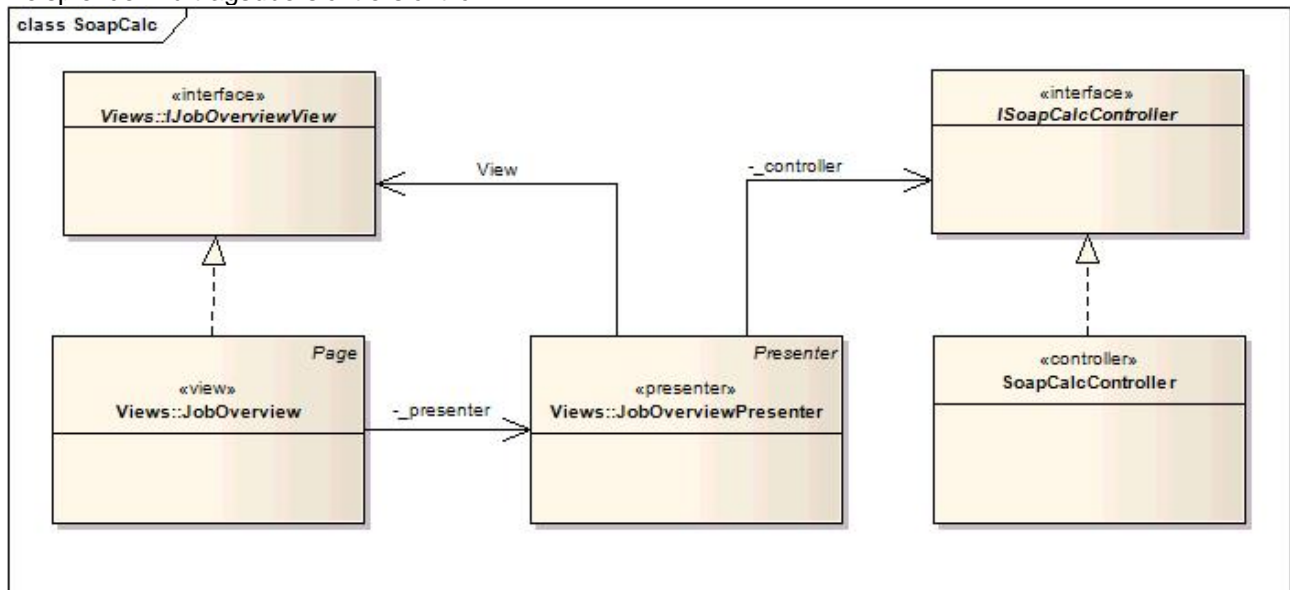 class SoapCalc
«interface»
Views::IJobOverviewView
«interface»
ISoapCalcController
View
-_controller
Page
«view»
Views::JobOverview
-_presenter
Presenter
«presenter»
Views::JobOverviewPresenter
«controller»
SoapCalcController